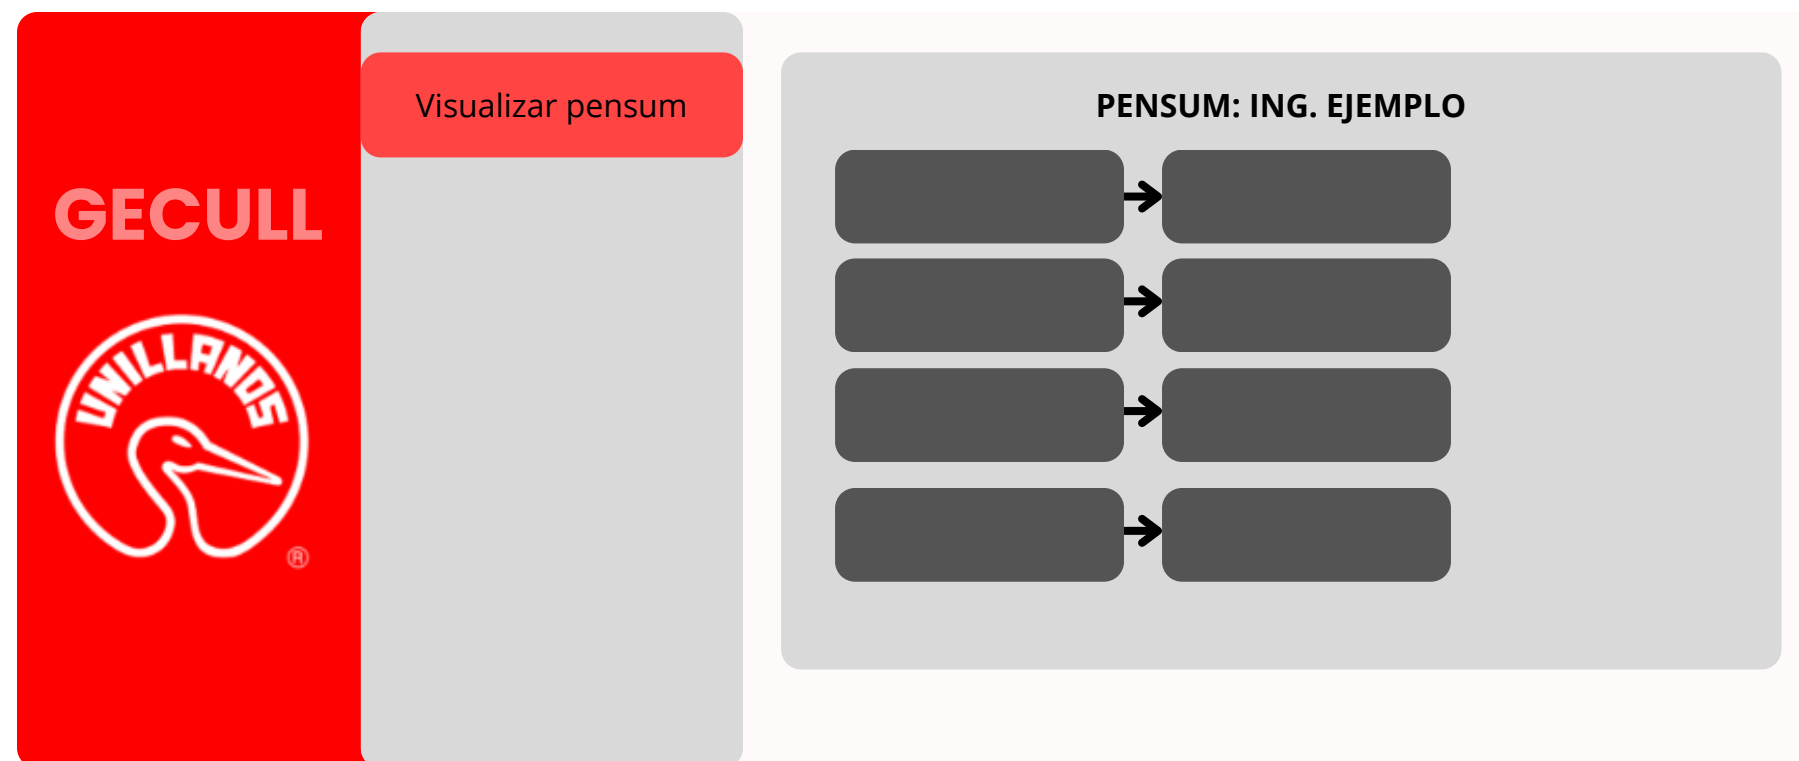 GECULL
UNILLANOS
®
Visualizar pensum
PENSUM: ING. EJEMPLO